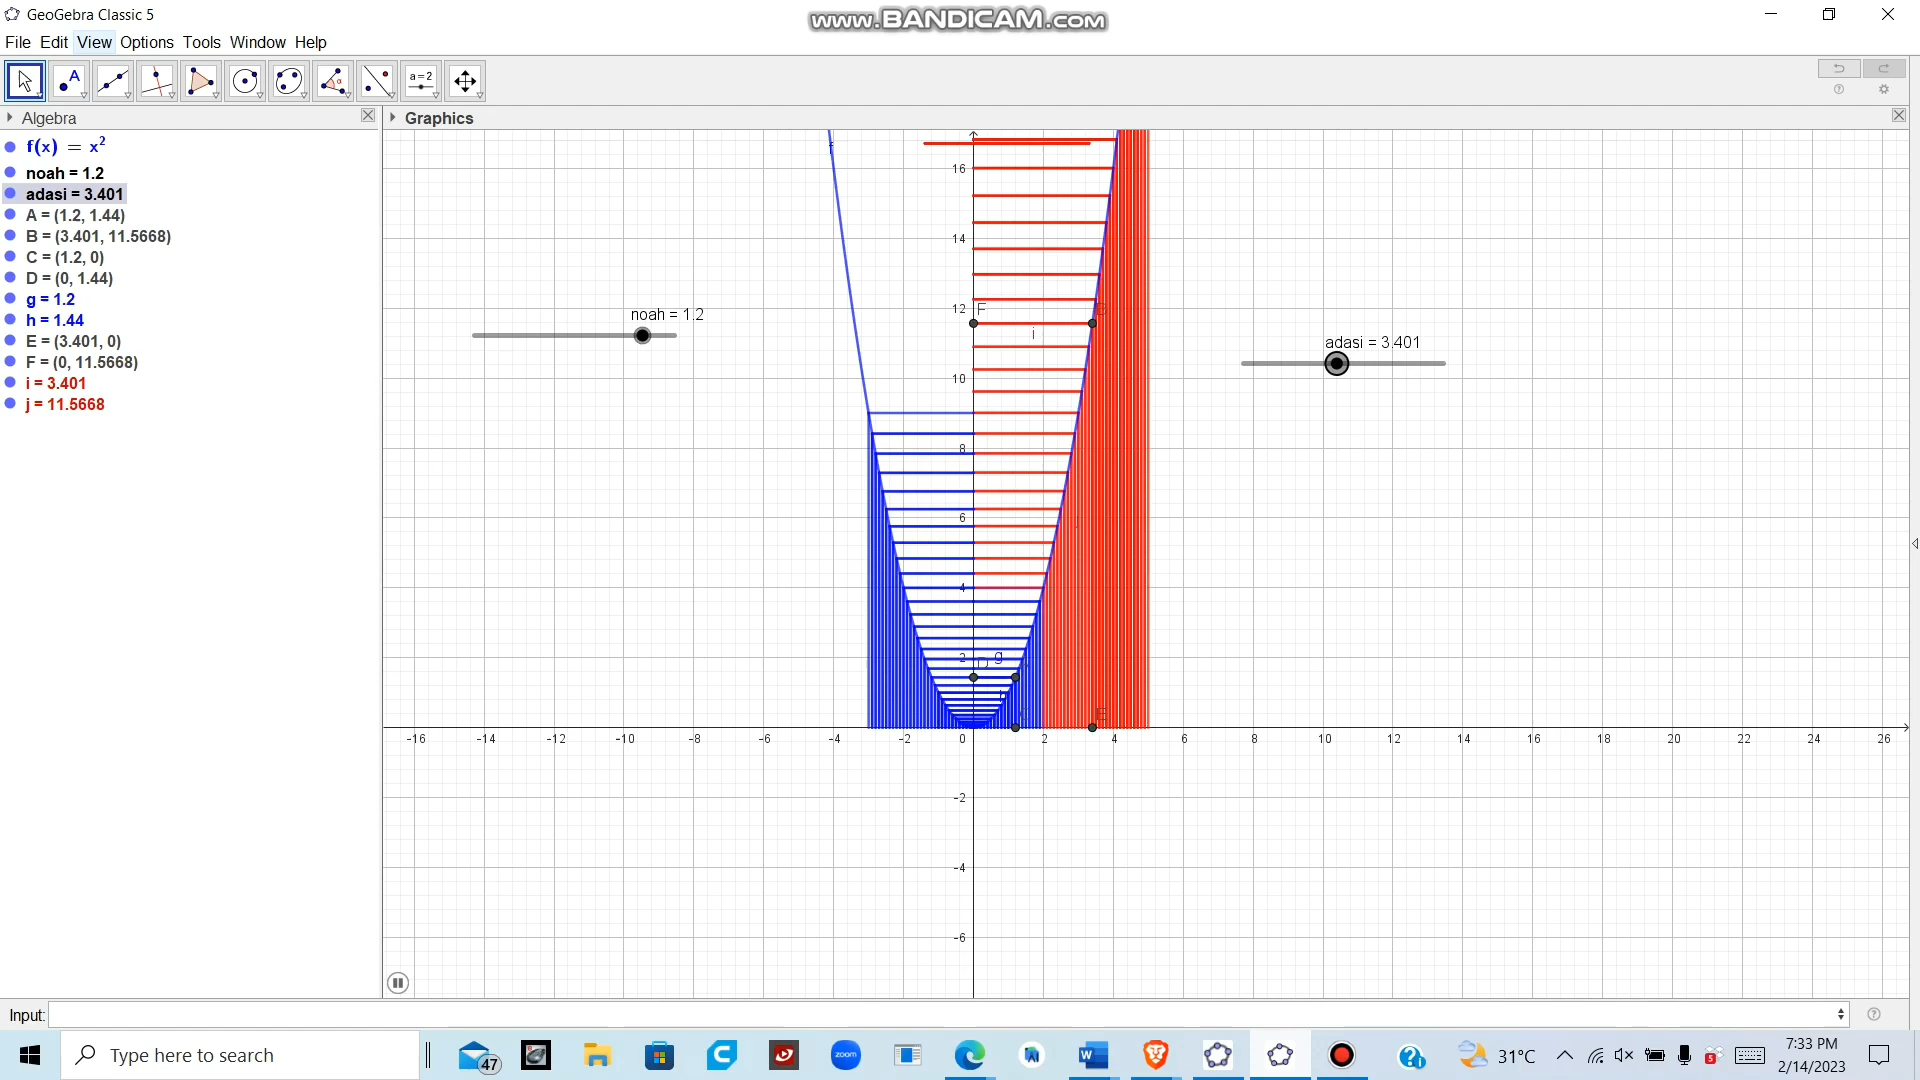 GeoGebra Classic 5
www.BANDICAM.com
File Edit View Options Tools Window Help
A
α
a=2
Algebra
Graphics
f(x) = x²
noah = 1.2
adasi = 3.401
A = (1.2, 1.44)
B = (3.401, 11.5668)
C = (1.2, 0)
D = (0, 1.44)
g = 1.2
h = 1.44
E = (3.401, 0)
F = (0, 11.5668)
i = 3.401
j = 11.5668
f
16
14
12
10
8
6
4
2
-2
-4
-6
noah = 1.2
adasi = 3.401
F
B
i
D
g
E
-16 -14 -12 -10 -8 -6 -4 -2 0 2 4 6 8 10 12 14 16 18 20 22 24 26
Input:
Type here to search
47
zoom
W
31°C
5
7:33 PM
2/14/2023